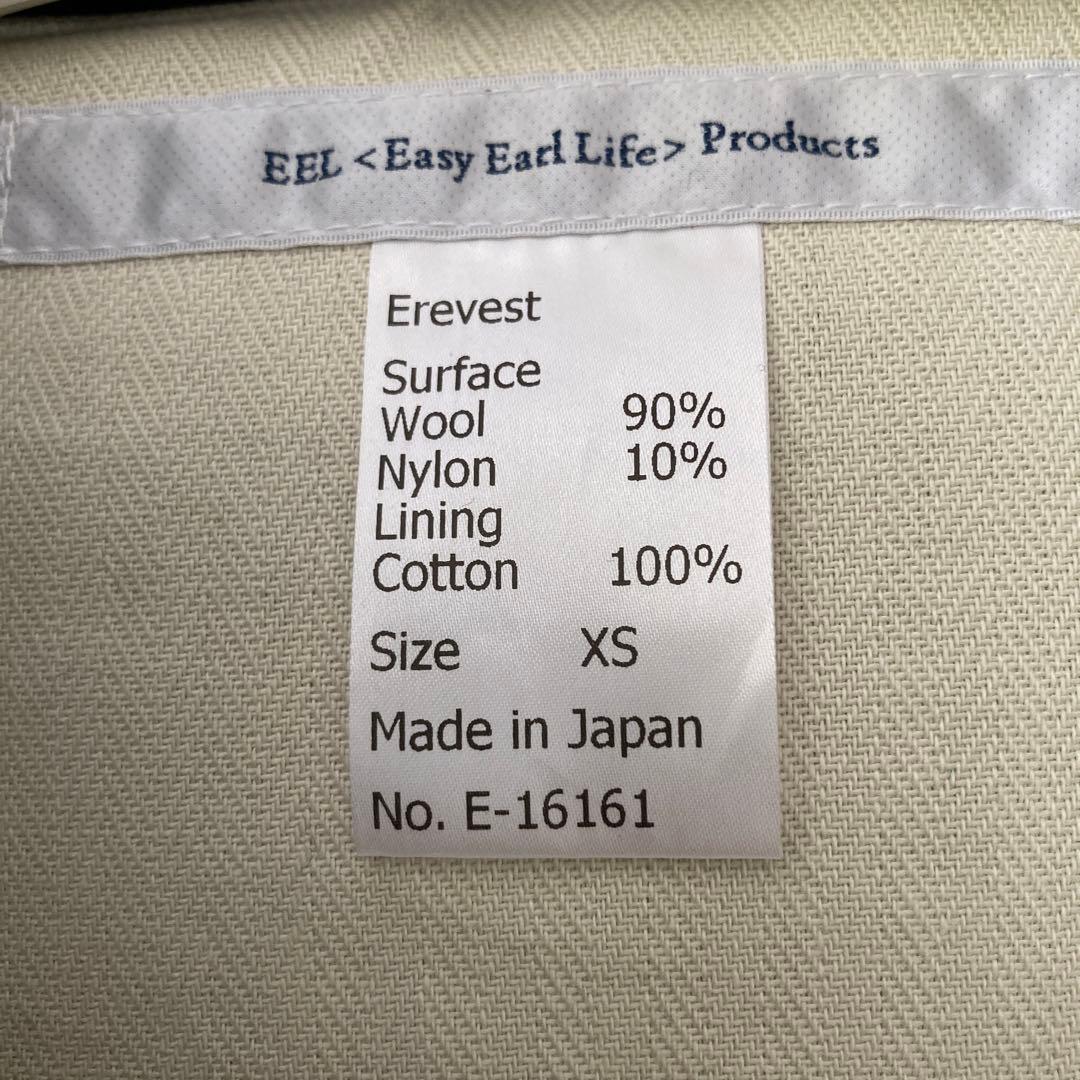 EEL <Easy Earl Life> Products
Erevest
Surface
Wool 90%
Nylon 10%
Lining
Cotton 100%
Size XS
Made in Japan
No. E-16161